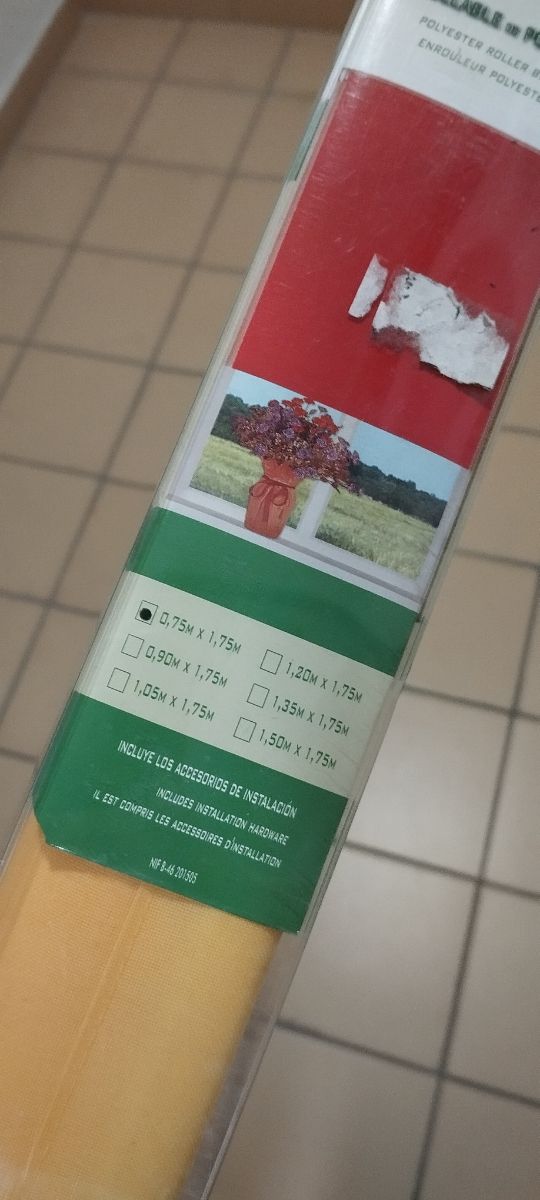 POLYESTER ROLLER
ENROULEUR
0,75M X 1,75M
0,90M X 1,75M
1,05M X 1,75M
1,20M X 1,75M
1,35M X 1,75M
1,50M X 1,75M
INCLUYE LOS ACCESORIOS DE INSTALACIÓN
INCLUDES INSTALLATION HARDWARE
IL EST COMPRIS LES ACCESSOIRES D'INSTALLATION
NIF B-46 201505